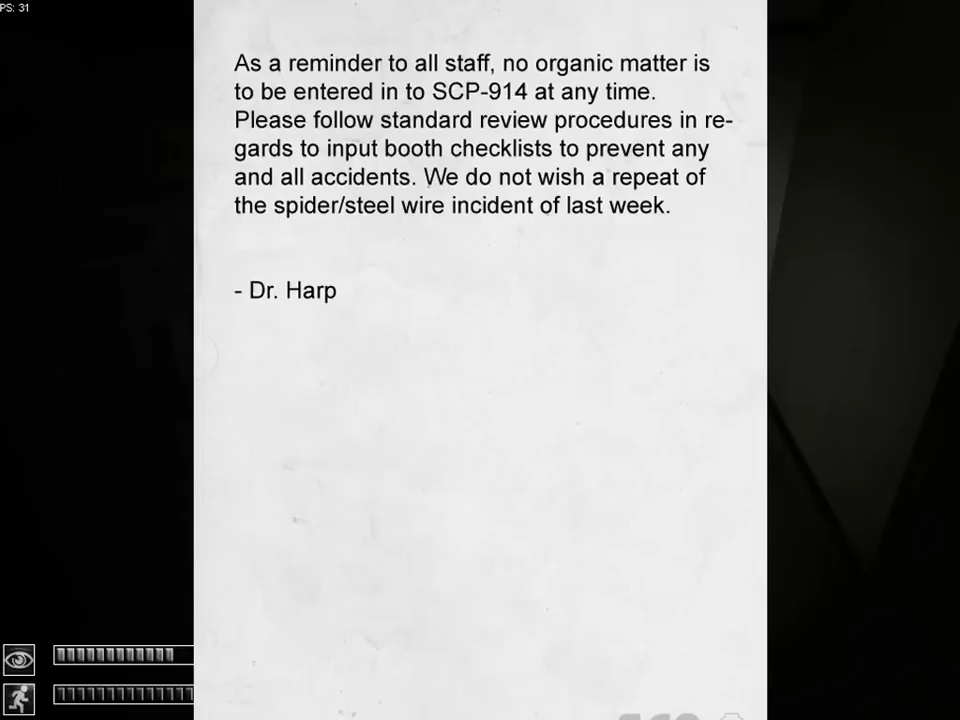 PS: 31
As a reminder to all staff, no organic matter is
to be entered in to SCP-914 at any time.
Please follow standard review procedures in re-
gards to input booth checklists to prevent any
and all accidents. We do not wish a repeat of
the spider/steel wire incident of last week.
- Dr. Harp